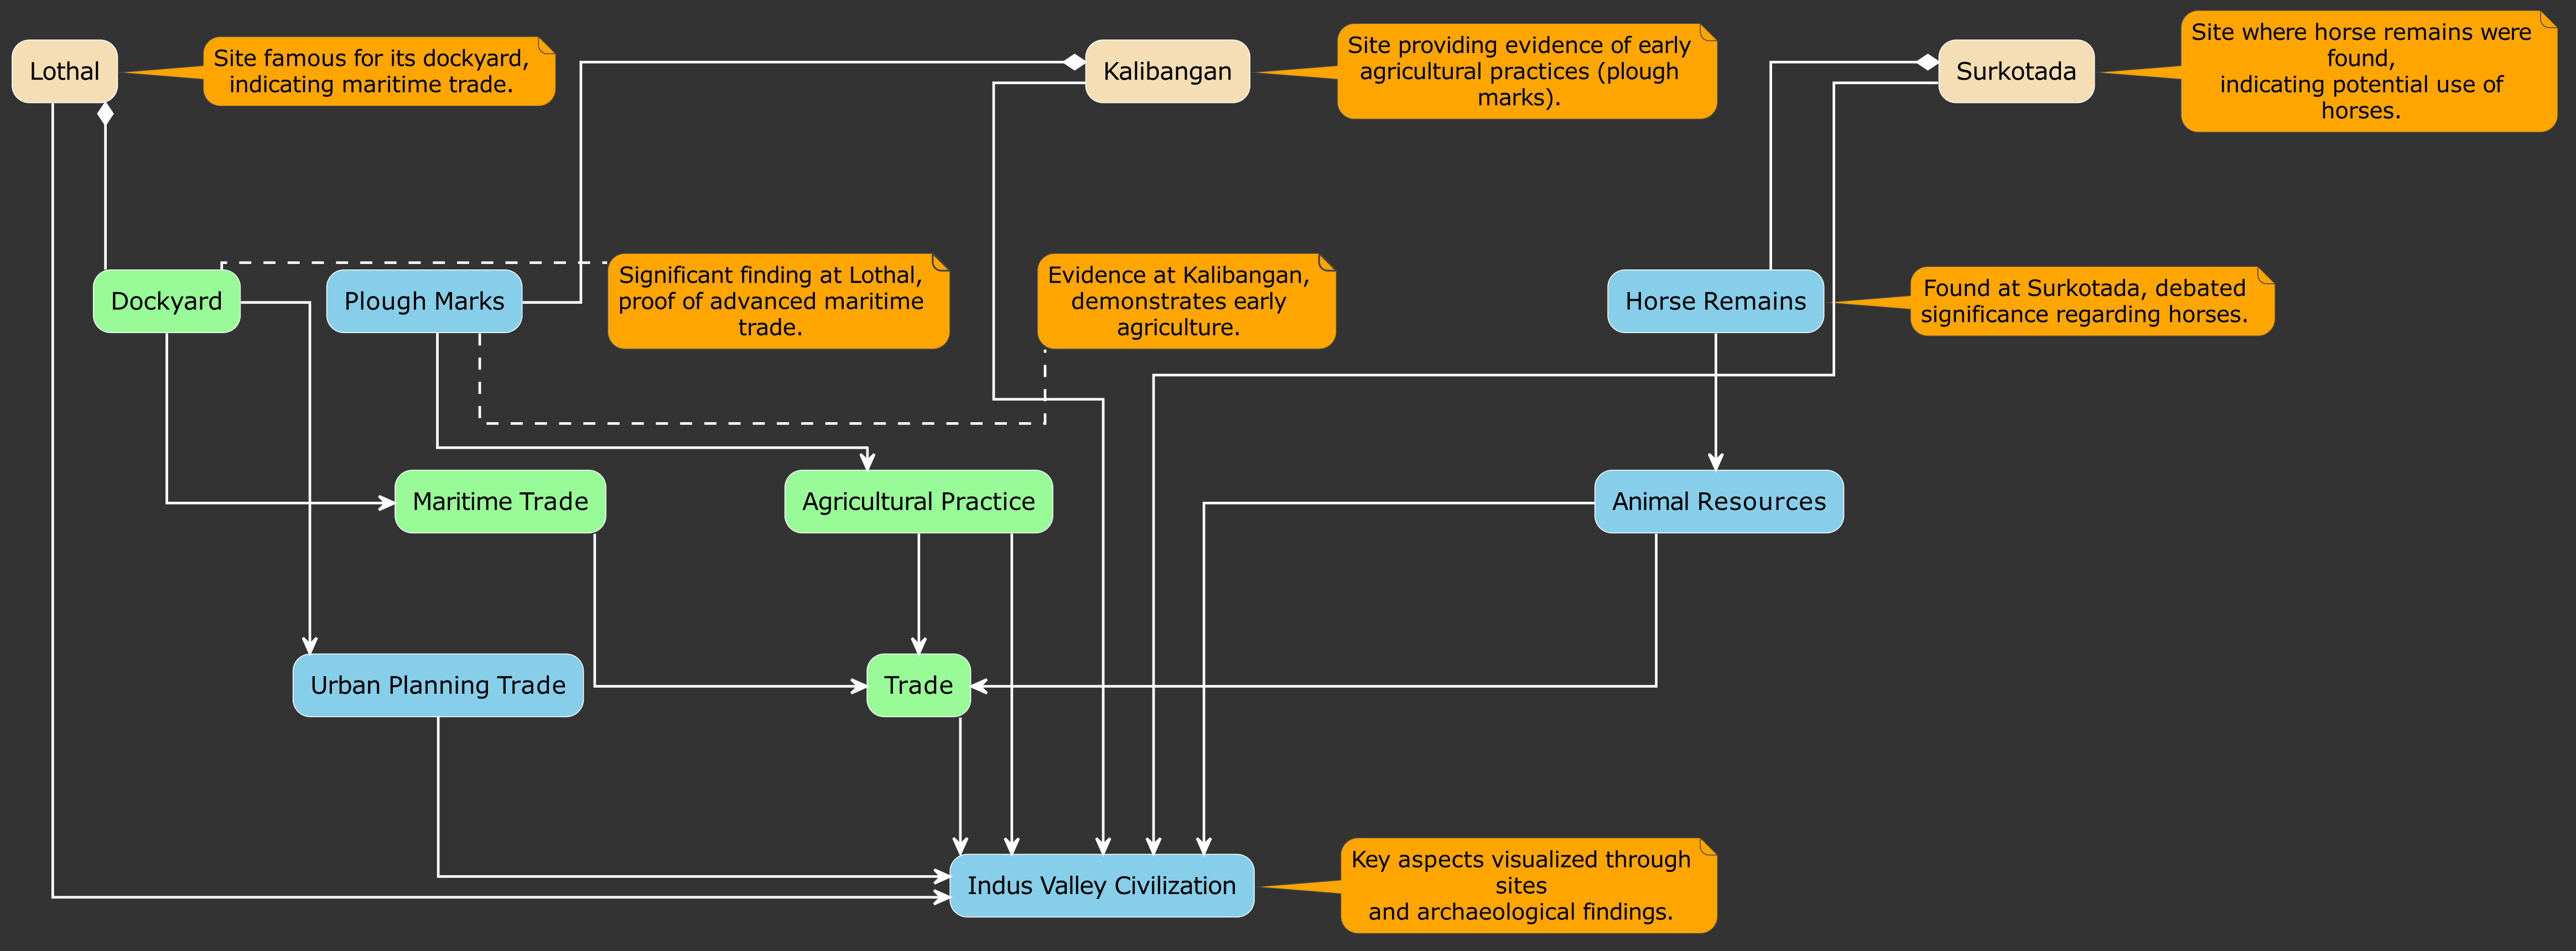 Lothal
Site famous for its dockyard,
indicating maritime trade.
Kalibangan
Site providing evidence of early
agricultural practices (plough
marks).
Surkotada
Site where horse remains were
found,
indicating potential use of
horses.
Dockyard
Plough Marks
Significant finding at Lothal,
proof of advanced maritime
trade.
Evidence at Kalibangan,
demonstrates early
agriculture.
Horse Remains
Found at Surkotada, debated
significance regarding horses.
Maritime Trade
Agricultural Practice
Animal Resources
Urban Planning Trade
Trade
Indus Valley Civilization
Key aspects visualized through
sites
and archaeological findings.